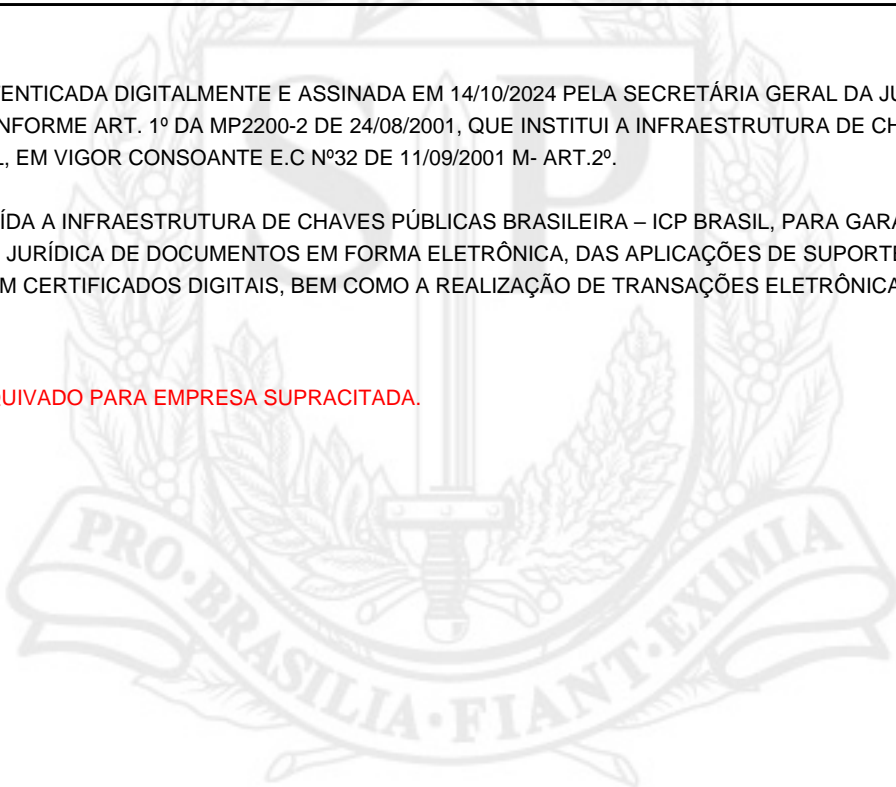 SP
ENTICADA DIGITALMENTE E ASSINADA EM 14/10/2024 PELA SECRETÁRIA GERAL DA JU
NFORME ART. 1º DA MP2200-2 DE 24/08/2001, QUE INSTITUI A INFRAESTRUTURA DE CH
L, EM VIGOR CONSOANTE E.C Nº32 DE 11/09/2001 M- ART.2º.
ÍDA A INFRAESTRUTURA DE CHAVES PÚBLICAS BRASILEIRA – ICP BRASIL, PARA GARA
JURÍDICA DE DOCUMENTOS EM FORMA ELETRÔNICA, DAS APLICAÇÕES DE SUPORTE
M CERTIFICADOS DIGITAIS, BEM COMO A REALIZAÇÃO DE TRANSAÇÕES ELETRÔNICA
UIVADO PARA EMPRESA SUPRACITADA.
PRO·BRASILIA·FIANT·EXIMIA